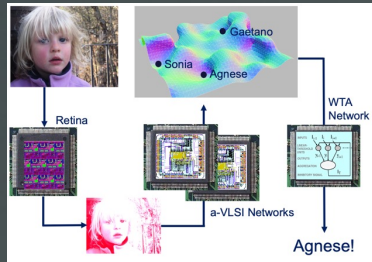 Gaetano
Sonia
Agnese
Retina
WTA
Network
a-VLSI Networks
Agnese!